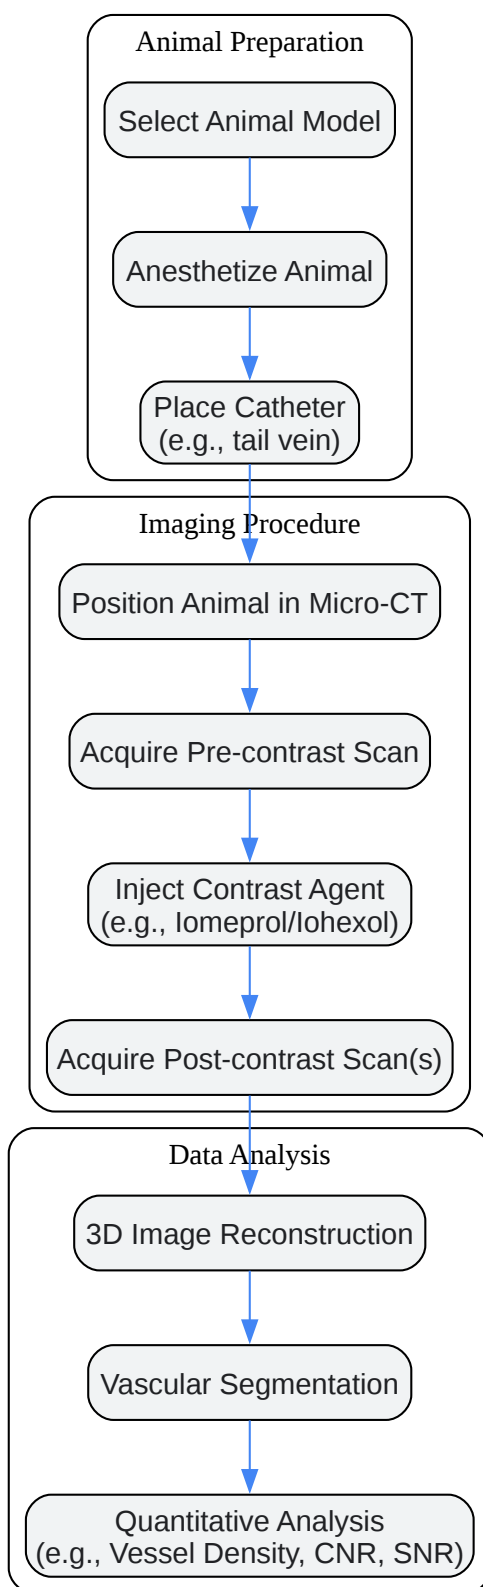 Animal Preparation
Select Animal Model
Anesthetize Animal
Place Catheter
(e.g., tail vein)
Imaging Procedure
Position Animal in Micro-CT
Acquire Pre-contrast Scan
Inject Contrast Agent
(e.g., Iomeprol/Iohexol)
Acquire Post-contrast Scan(s)
Data Analysis
3D Image Reconstruction
Vascular Segmentation
Quantitative Analysis
(e.g., Vessel Density, CNR, SNR)